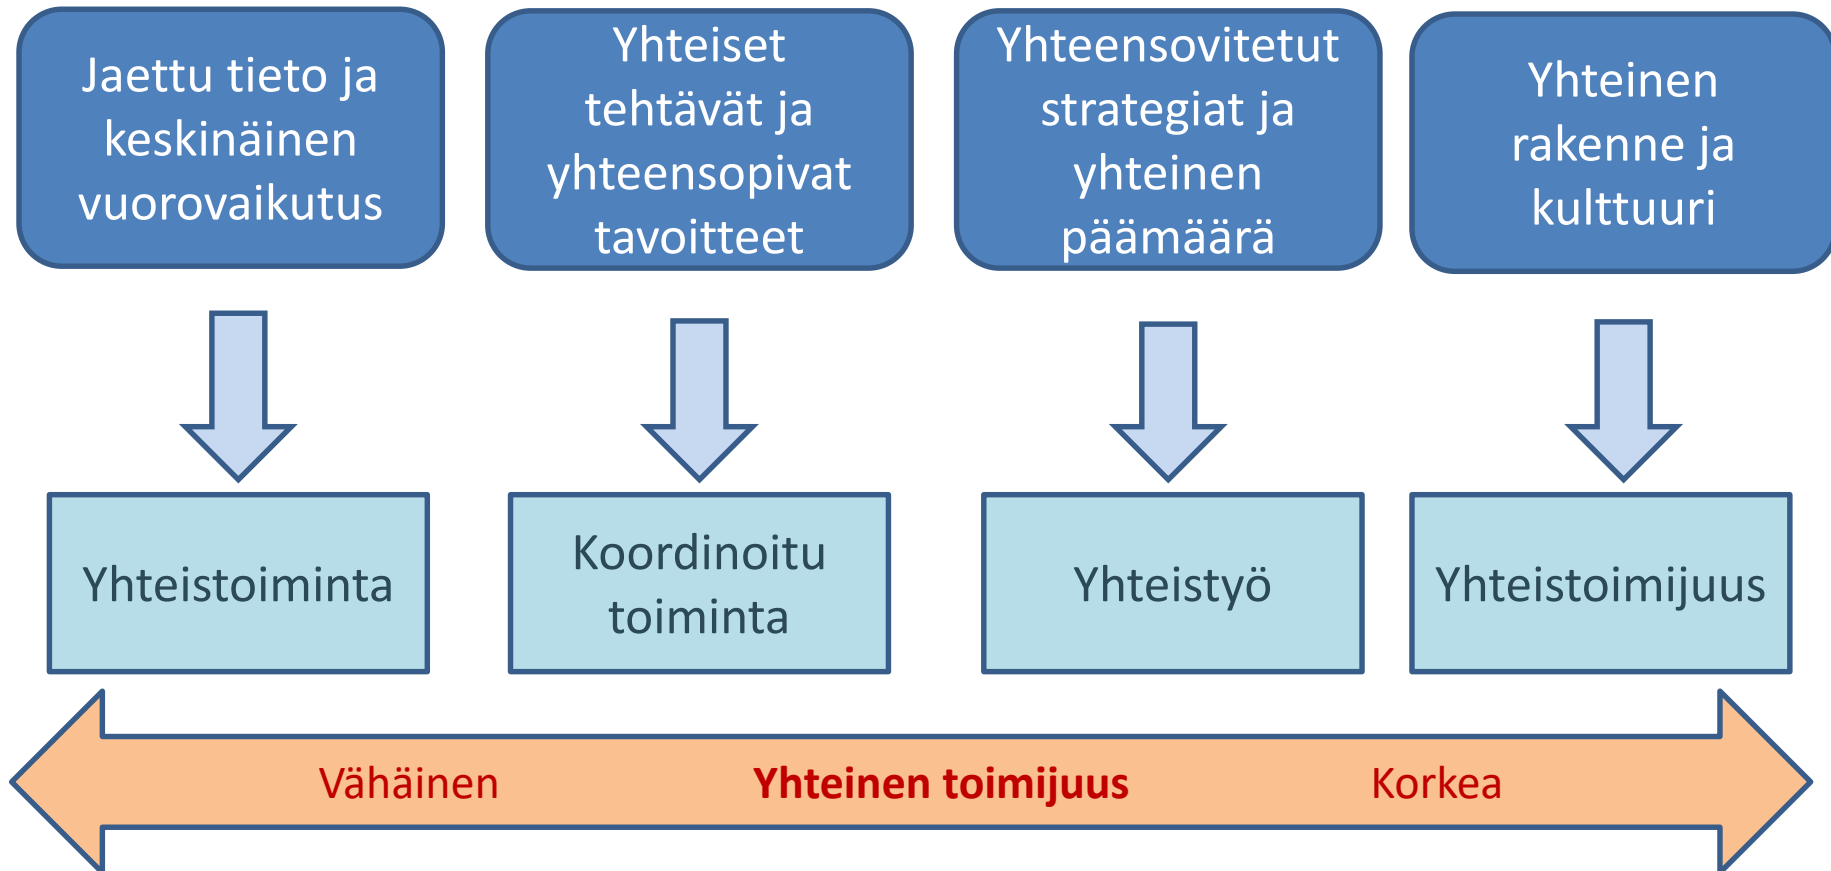 Jaettu tieto ja
keskinäinen
vuorovaikutus
Yhteiset
tehtävät ja
yhteensopivat
tavoitteet
Yhteensovitetut
strategiat ja
yhteinen
päämäärä
Yhteinen
rakenne ja
kulttuuri
Yhteistoiminta
Koordinoitu
toiminta
Yhteistyö
Yhteistoimijuus
Vähäinen
Yhteinen toimijuus
Korkea